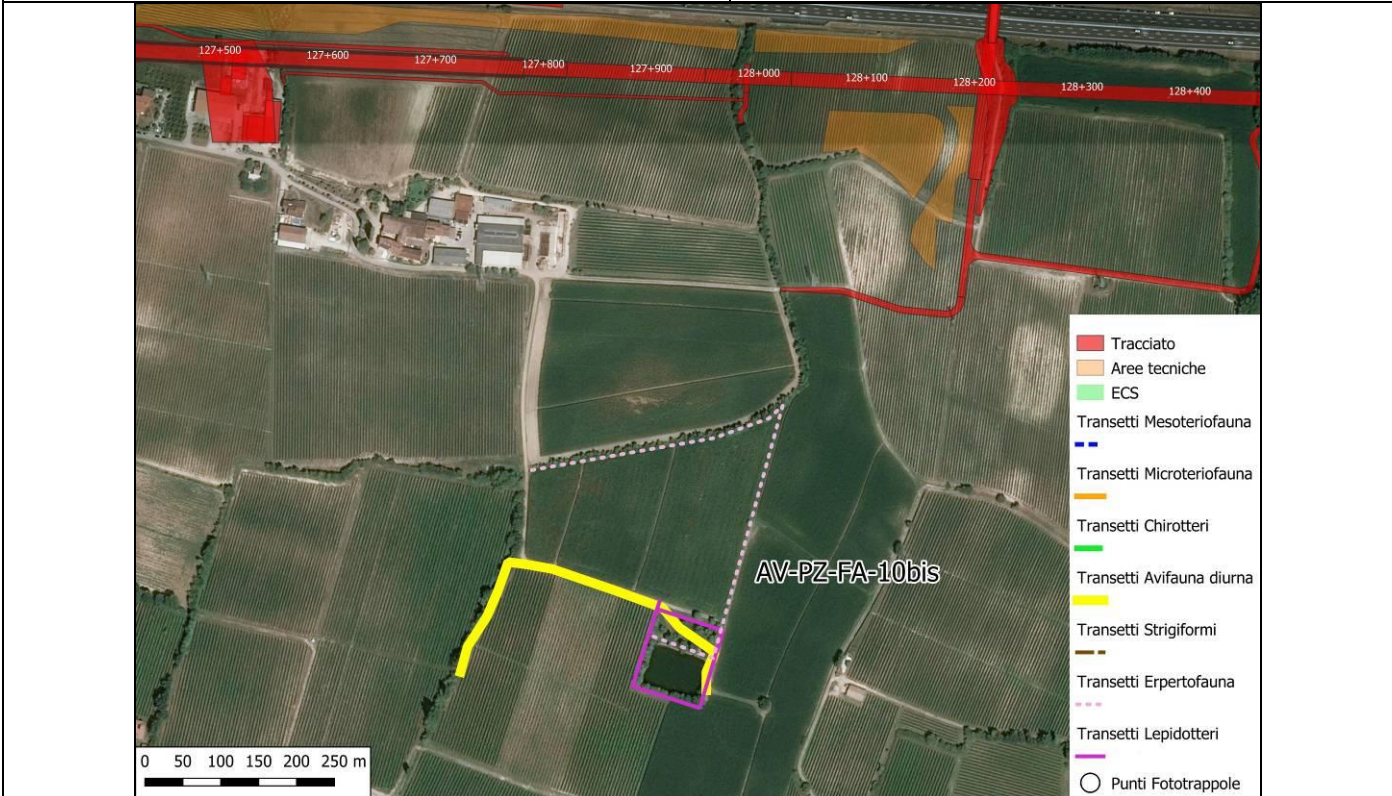 127+500 127+600 127+700 127+800 127+900 128+000 128+100 128+200 128+300 128+400
AV-PZ-FA-10bis
Tracciato
Aree tecniche
ECS
Transetti Mesoteriofauna
Transetti Microteriofauna
Transetti Chirotteri
Transetti Avifauna diurna
Transetti Strigiformi
Transetti Erpertofauna
Transetti Lepidotteri
Punti Fototrappole
0 50 100 150 200 250 m